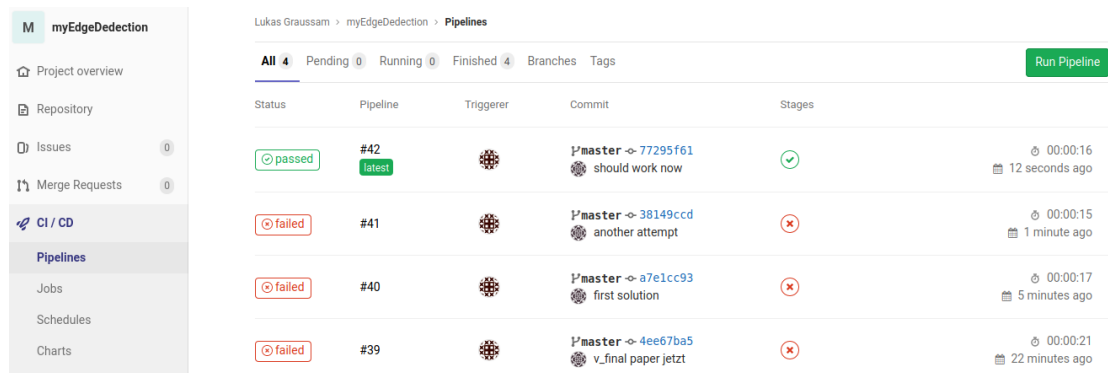 M myEdgeDedection
Project overview
Repository
Issues 0
Merge Requests 0
CI / CD
Pipelines
Jobs
Schedules
Charts
Lukas Graussam > myEdgeDedection > Pipelines
All 4 Pending 0 Running 0 Finished 4 Branches Tags Run Pipeline
Status Pipeline Triggerer Commit Stages
passed #42 latest master 77295f61 should work now 00:00:16 12 seconds ago
failed #41 master 38149ccd another attempt 00:00:15 1 minute ago
failed #40 master a7e1cc93 first solution 00:00:17 5 minutes ago
failed #39 master 4ee67ba5 v_final paper jetzt 00:00:21 22 minutes ago